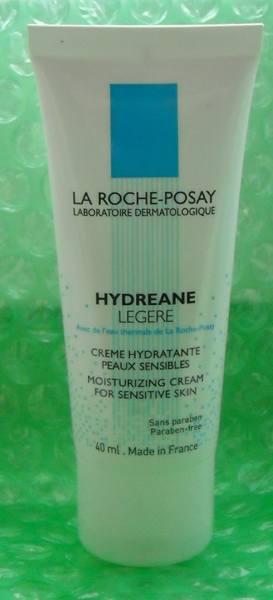 LA ROCHE-POSAY
LABORATOIRE DERMATOLOGIQUE
HYDREANE
LEGERE
Avec de l'eau thermale de La Roche-Posay
CREME HYDRATANTE
PEAUX SENSIBLES
MOISTURIZING CREAM
FOR SENSITIVE SKIN
Sans paraben
Paraben-free
40 ml . Made in France